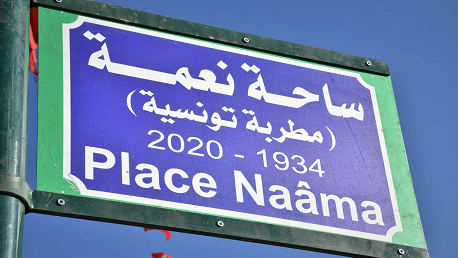 ساحة نعمة
(مطربة تونسية)
2020 - 1934
Place Naâma